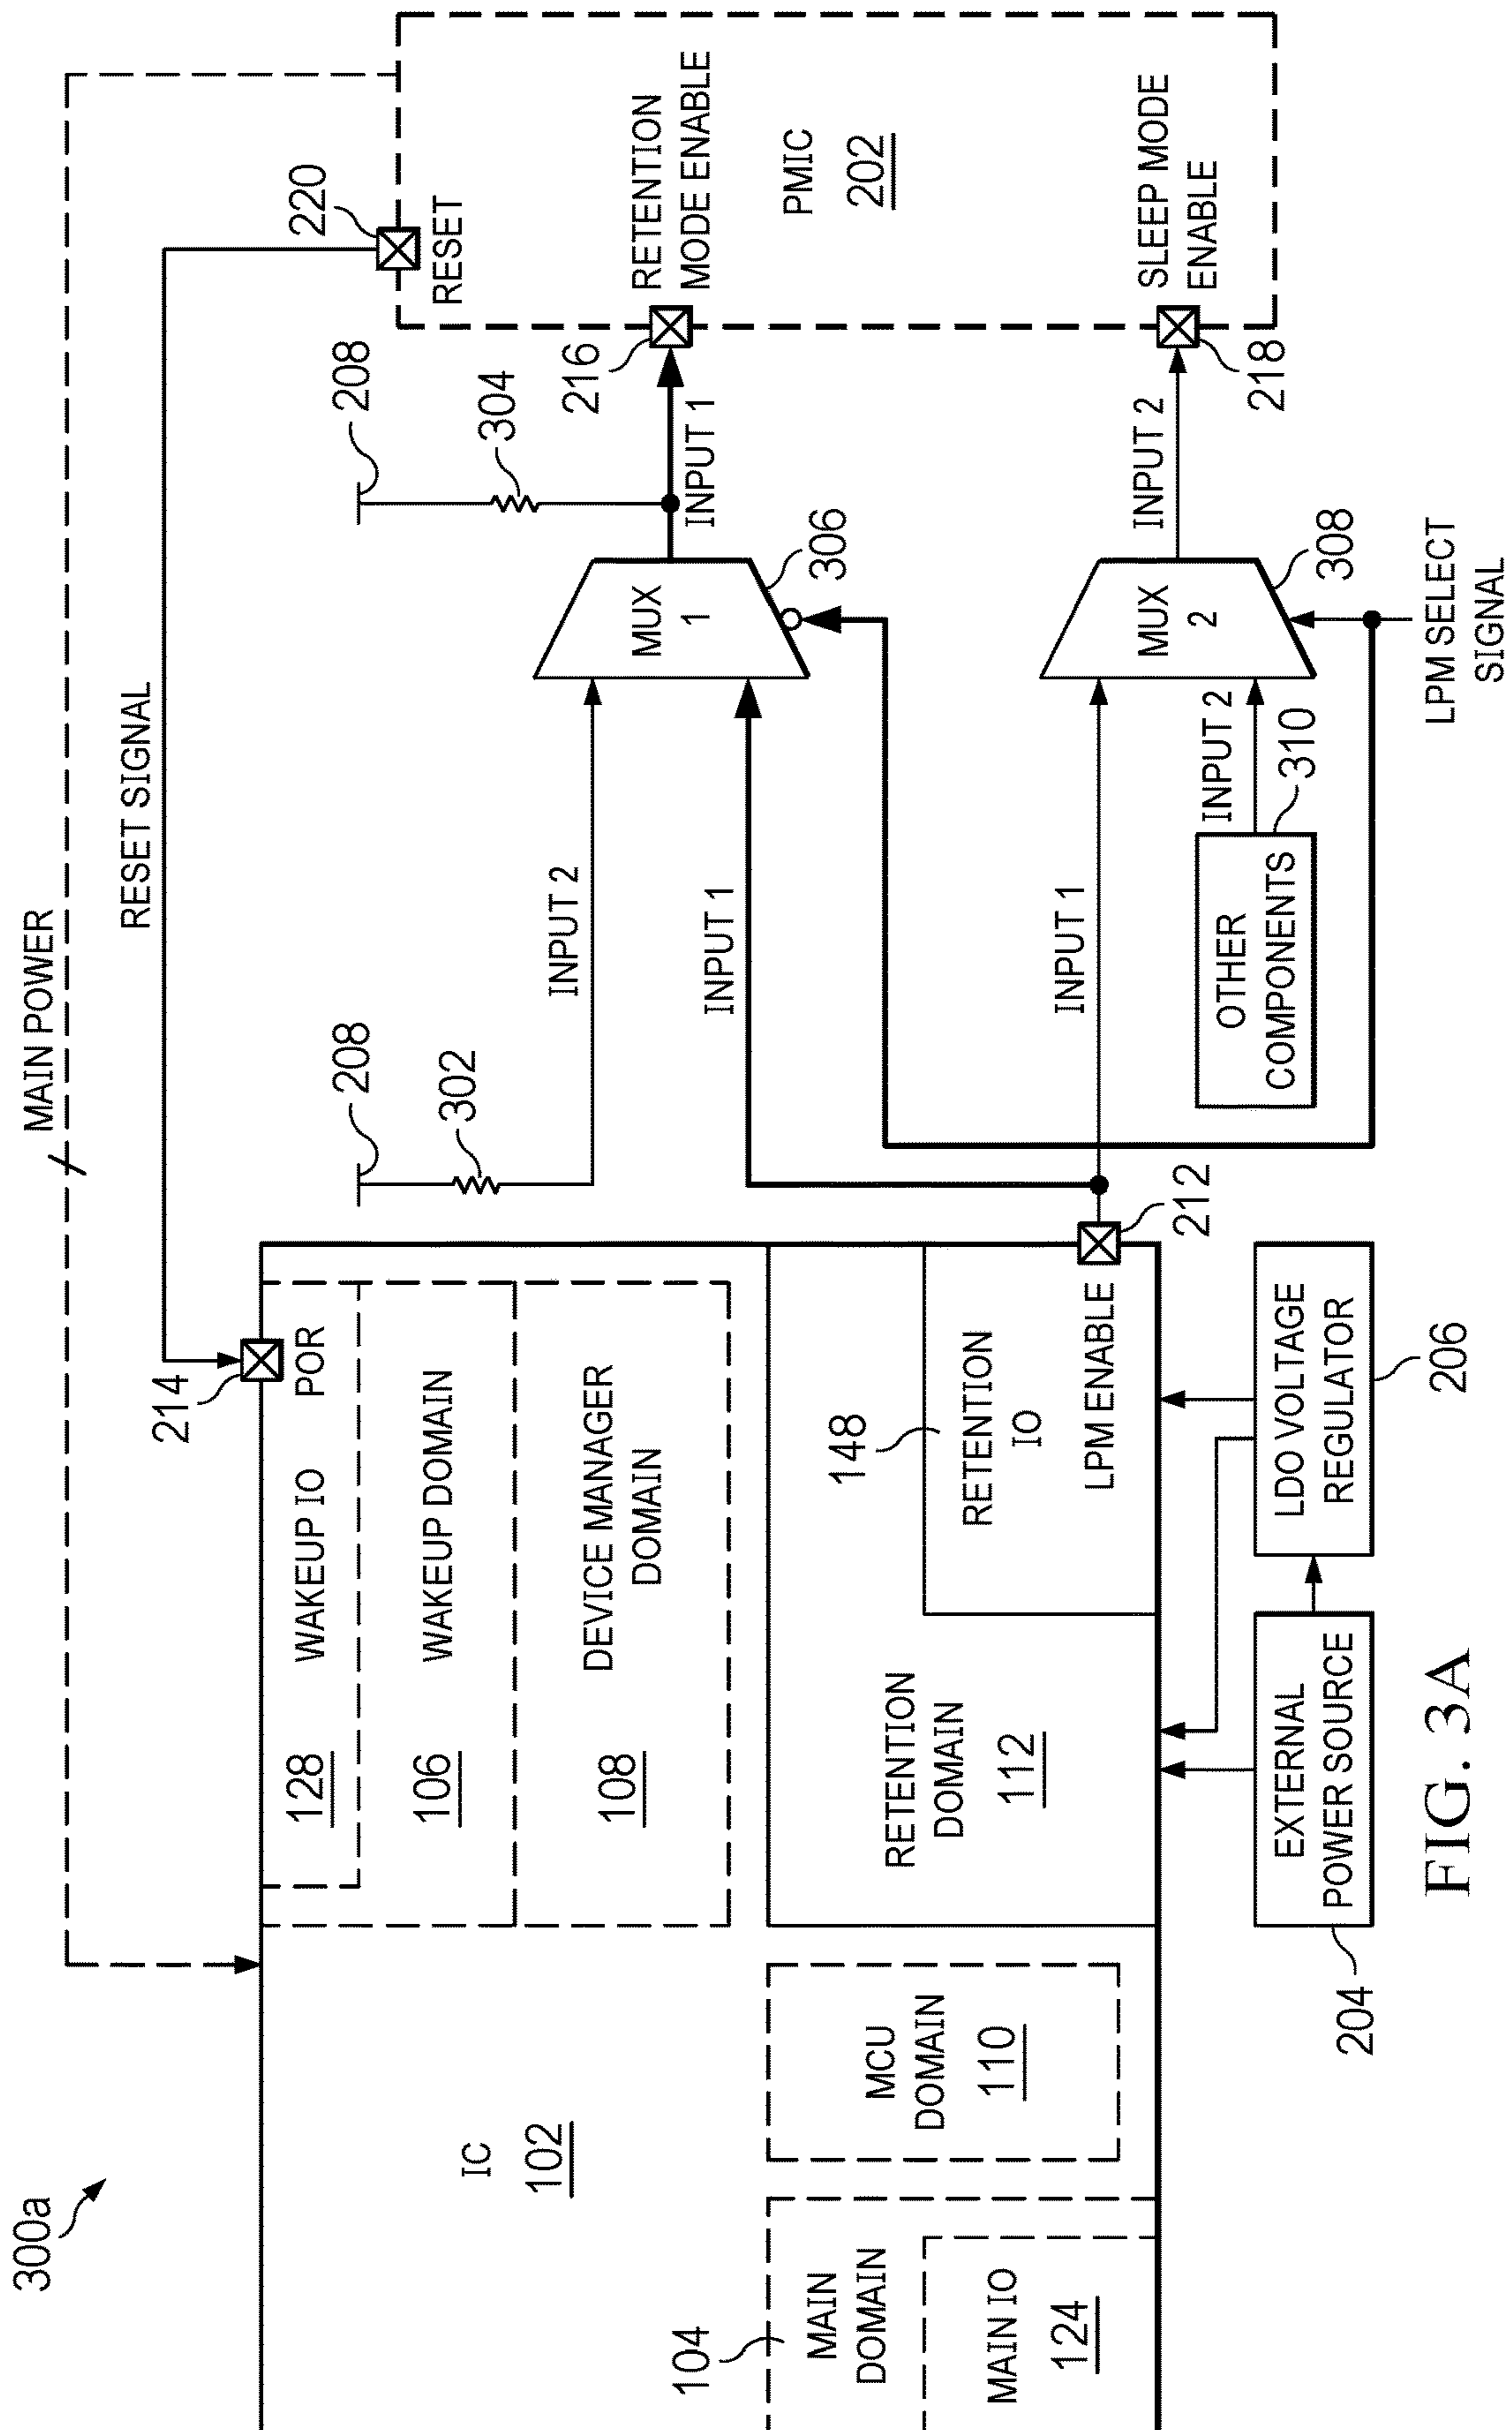 300a
MAIN POWER
RESET SIGNAL
IC
102
104
MAIN
DOMAIN
MAIN IO
124
MCU
DOMAIN
110
214
POR
WAKEUP IO
128
WAKEUP DOMAIN
106
DEVICE MANAGER
DOMAIN
108
RETENTION
DOMAIN
112
148
RETENTION
IO
LPM ENABLE
212
EXTERNAL
POWER SOURCE
204
LDO VOLTAGE
REGULATOR
206
208
302
INPUT 2
INPUT 1
INPUT 1
OTHER
COMPONENTS
310
INPUT 2
MUX
1
306
MUX
2
308
LPM SELECT
SIGNAL
208
304
INPUT 1
INPUT 2
216
218
220
RESET
RETENTION
MODE ENABLE
PMIC
202
SLEEP MODE
ENABLE
FIG. 3A